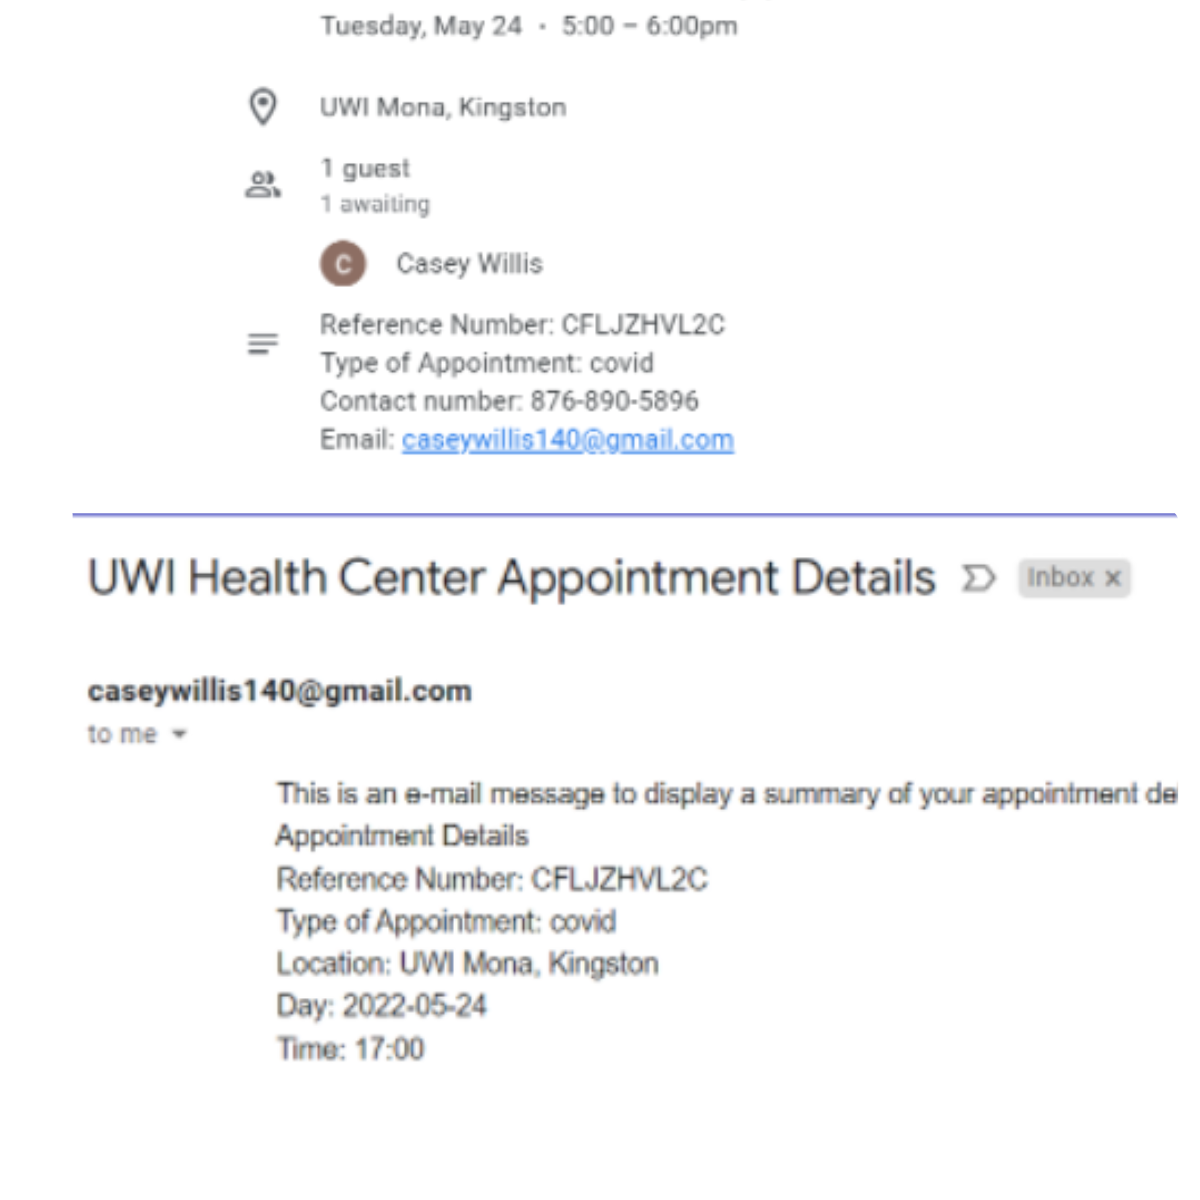 Tuesday, May 24 · 5:00 – 6:00pm
UWI Mona, Kingston
1 guest
1 awaiting
C Casey Willis
Reference Number: CFLJZHVL2C
Type of Appointment: covid
Contact number: 876-890-5896
Email: caseywillis140@gmail.com
UWI Health Center Appointment Details Inbox ×
caseywillis140@gmail.com
to me
This is an e-mail message to display a summary of your appointment
Appointment Details
Reference Number: CFLJZHVL2C
Type of Appointment: covid
Location: UWI Mona, Kingston
Day: 2022-05-24
Time: 17:00